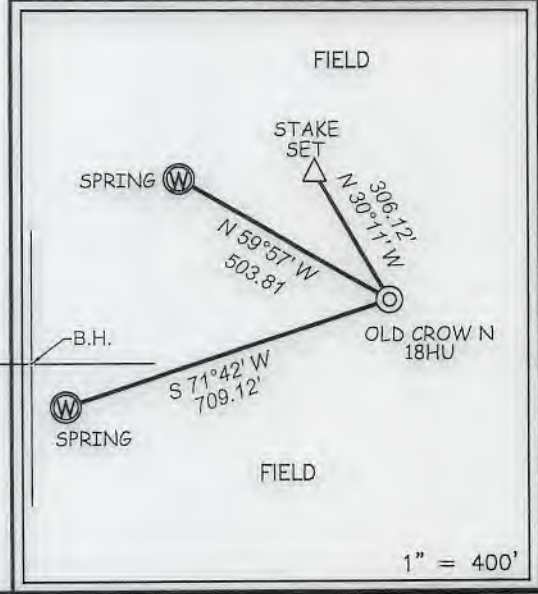 FIELD
STAKE
SET
SPRING W
306.12'
N 30°11' W
N 59°57' W
503.81
OLD CROW N
18HU
B.H.
S 71°42' W
709.12'
W
SPRING
FIELD
1" = 400'